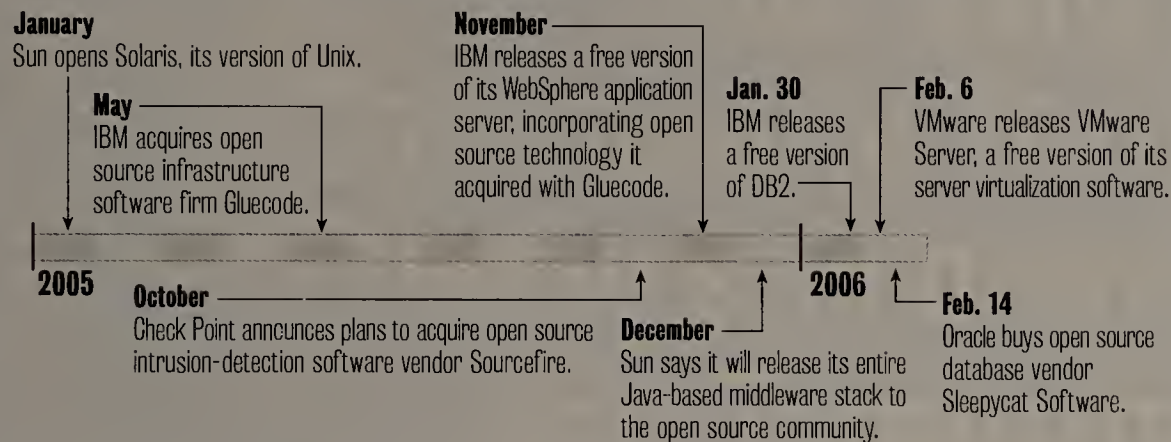 January
Sun opens Solaris, its version of Unix.
May
IBM acquires open
source infrastructure
software firm Gluecode.
November
IBM releases a free version
of its WebSphere application
server, incorporating open
source technology it
acquired with Gluecode.
Jan. 30
IBM releases
a free version
of DB2.
Feb. 6
VMware releases VMware
Server, a free version of its
server virtualization software.
2005
2006
October
Check Point anncunces plans to acquire open source
intrusion-detection software vendor Sourcefire.
December
Sun says it will release its entire
Java-based middleware stack to
the open source community.
Feb. 14
Oracle buys open source
database vendor
Sleepycat Software.